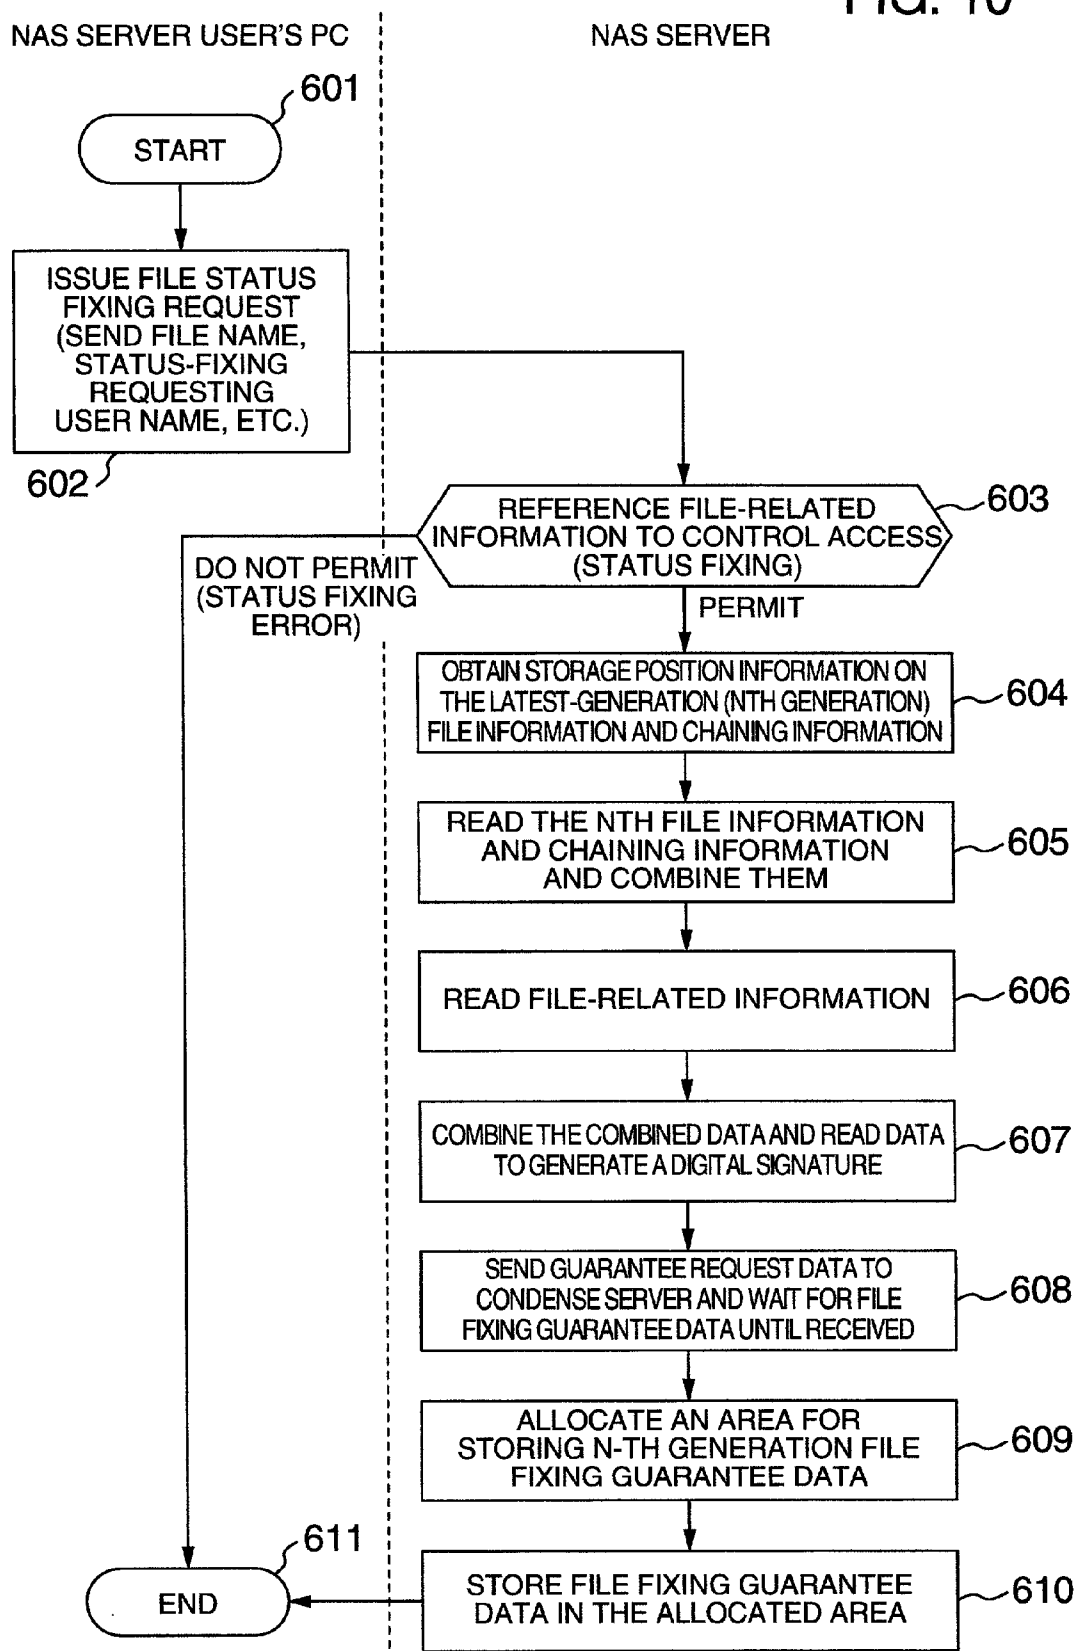 FIG. 10
NAS SERVER USER'S PC
NAS SERVER
601
START
ISSUE FILE STATUS
FIXING REQUEST
(SEND FILE NAME,
STATUS-FIXING
REQUESTING
USER NAME, ETC.)
602
REFERENCE FILE-RELATED
INFORMATION TO CONTROL ACCESS
(STATUS FIXING)
603
DO NOT PERMIT
(STATUS FIXING
ERROR)
PERMIT
OBTAIN STORAGE POSITION INFORMATION ON
THE LATEST-GENERATION (NTH GENERATION)
FILE INFORMATION AND CHAINING INFORMATION
604
READ THE NTH FILE INFORMATION
AND CHAINING INFORMATION
AND COMBINE THEM
605
READ FILE-RELATED INFORMATION
606
COMBINE THE COMBINED DATA AND READ DATA
TO GENERATE A DIGITAL SIGNATURE
607
SEND GUARANTEE REQUEST DATA TO
CONDENSE SERVER AND WAIT FOR FILE
FIXING GUARANTEE DATA UNTIL RECEIVED
608
ALLOCATE AN AREA FOR
STORING N-TH GENERATION FILE
FIXING GUARANTEE DATA
609
STORE FILE FIXING GUARANTEE
DATA IN THE ALLOCATED AREA
610
611
END